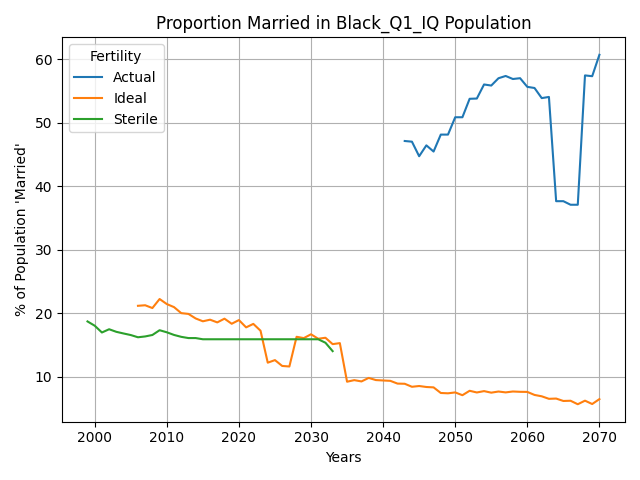 Proportion Married in Black_Q1_IQ Population
Fertility
Actual
Ideal
Sterile
% of Population 'Married'
60
50
40
30
20
10
2000 2010 2020 2030 2040 2050 2060 2070
Years